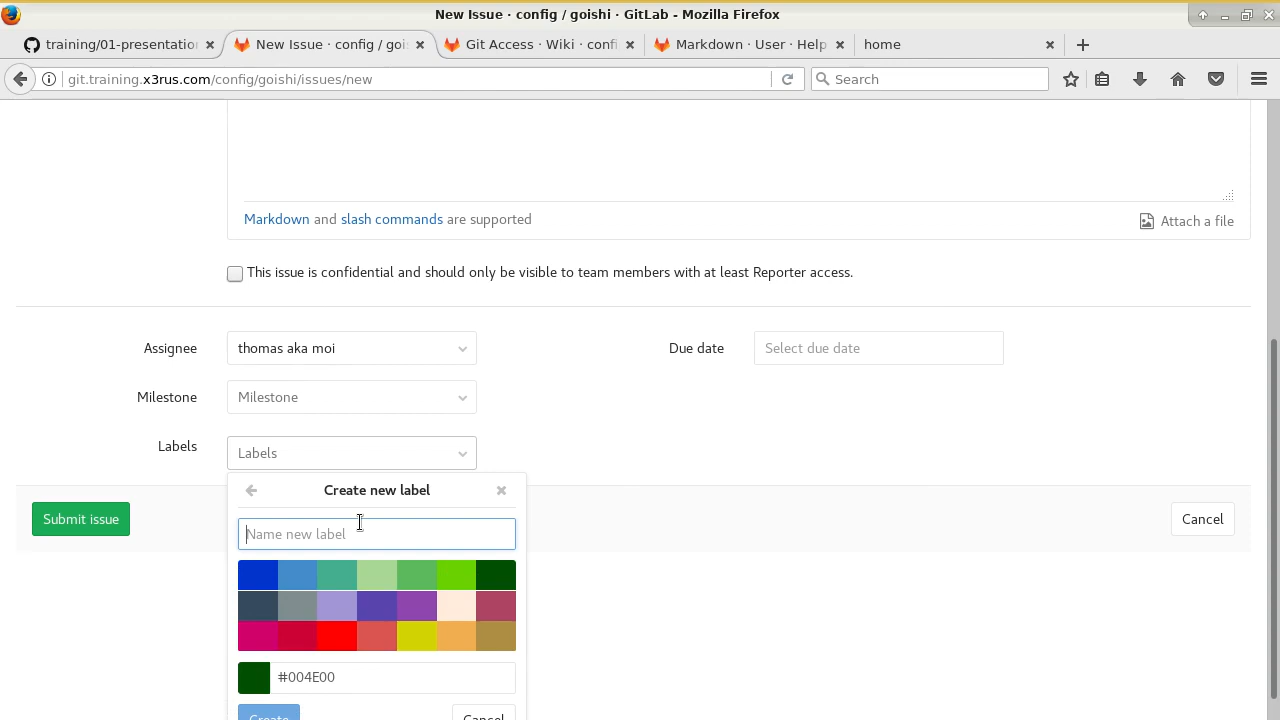 New Issue · config / goishi · GitLab - Mozilla Firefox
training/01-presentatio
New Issue · config / goi
Git Access · Wiki · confi
Markdown · User · Help
home
git.training.x3rus.com/config/goishi/issues/new
Search
Markdown and slash commands are supported
Attach a file
This issue is confidential and should only be visible to team members with at least Reporter access.
Assignee
thomas aka moi
Due date
Select due date
Milestone
Milestone
Labels
Labels
Create new label
Submit issue
Cancel
Name new label
#004E00
Create
Cancel